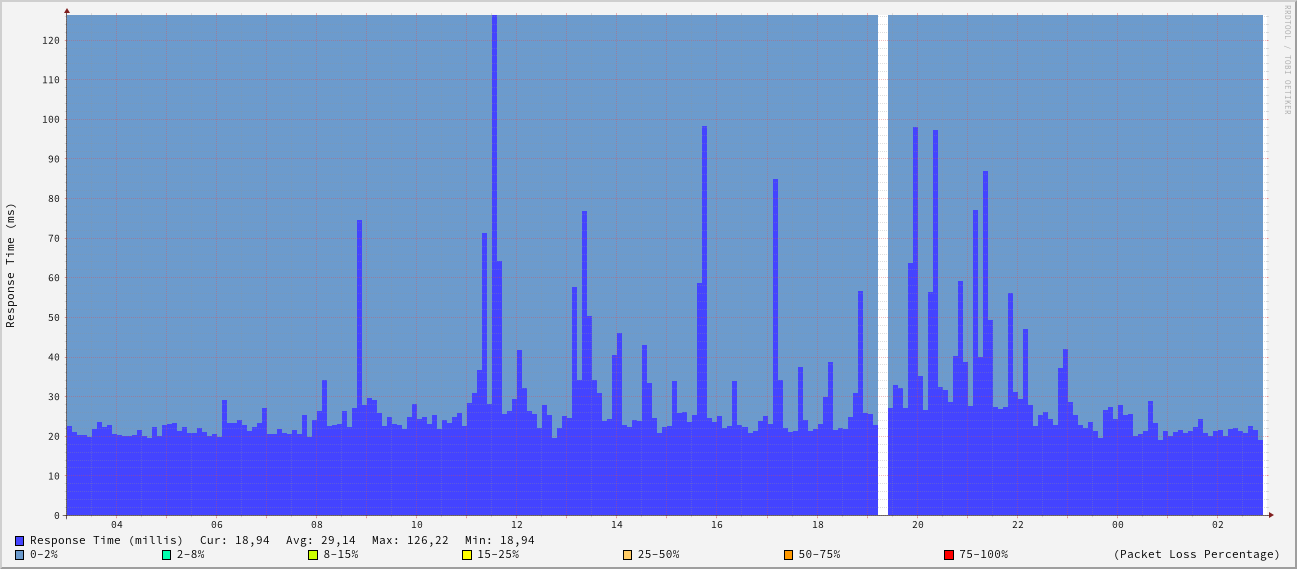 RRDTOOL / TOBI OETIKER
Response Time (ms)
120
110
100
90
80
70
60
50
40
30
20
10
0
04 06 08 10 12 14 16 18 20 22 00 02
Response Time (millis) Cur: 18,94 Avg: 29,14 Max: 126,22 Min: 18,94
0-2% 2-8% 8-15% 15-25% 25-50% 50-75% 75-100% (Packet Loss Percentage)